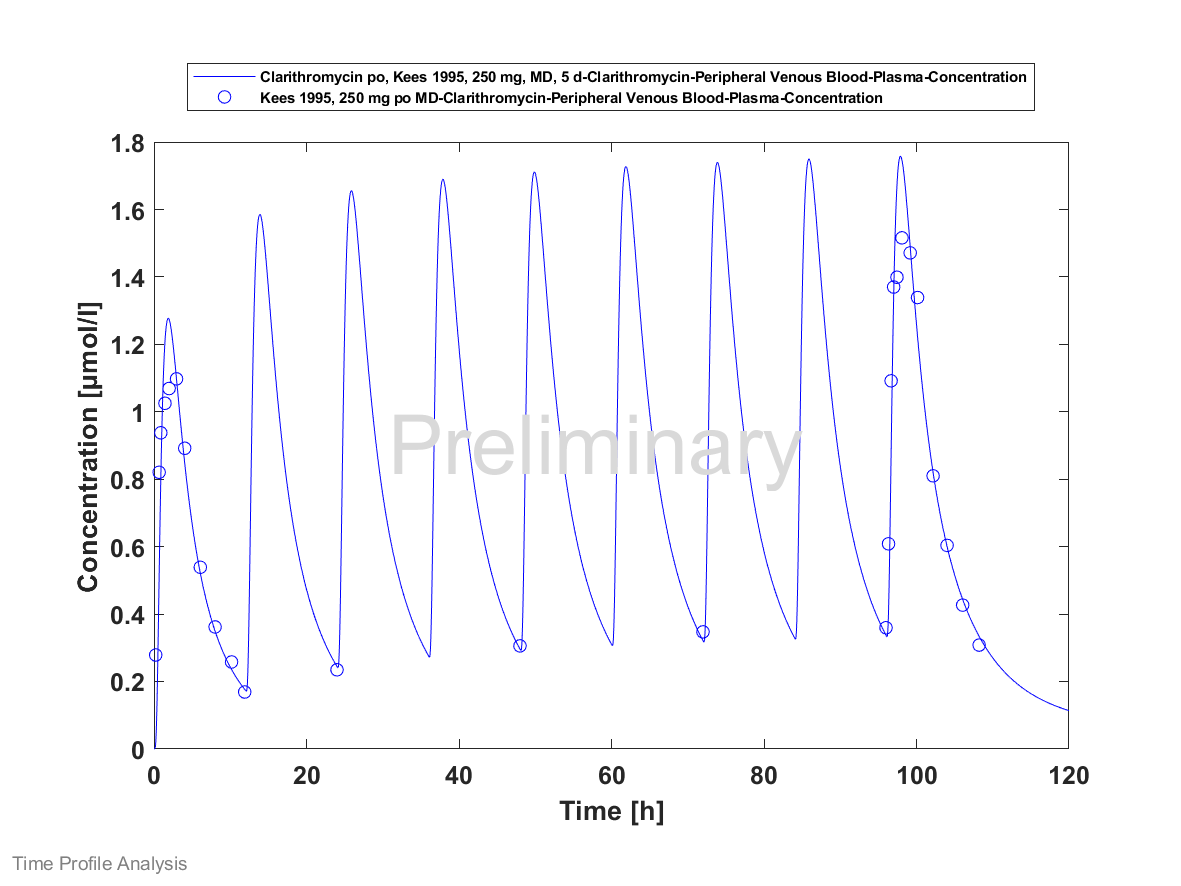 Clarithromycin po, Kees 1995, 250 mg, MD, 5 d-Clarithromycin-Peripheral Venous Blood-Plasma-Concentration
Kees 1995, 250 mg po MD-Clarithromycin-Peripheral Venous Blood-Plasma-Concentration
1.8
1.6
1.4
1.2
1
0.8
0.6
0.4
0.2
0
Concentration [µmol/l]
Preliminary
0 20 40 60 80 100 120
Time [h]
Time Profile Analysis